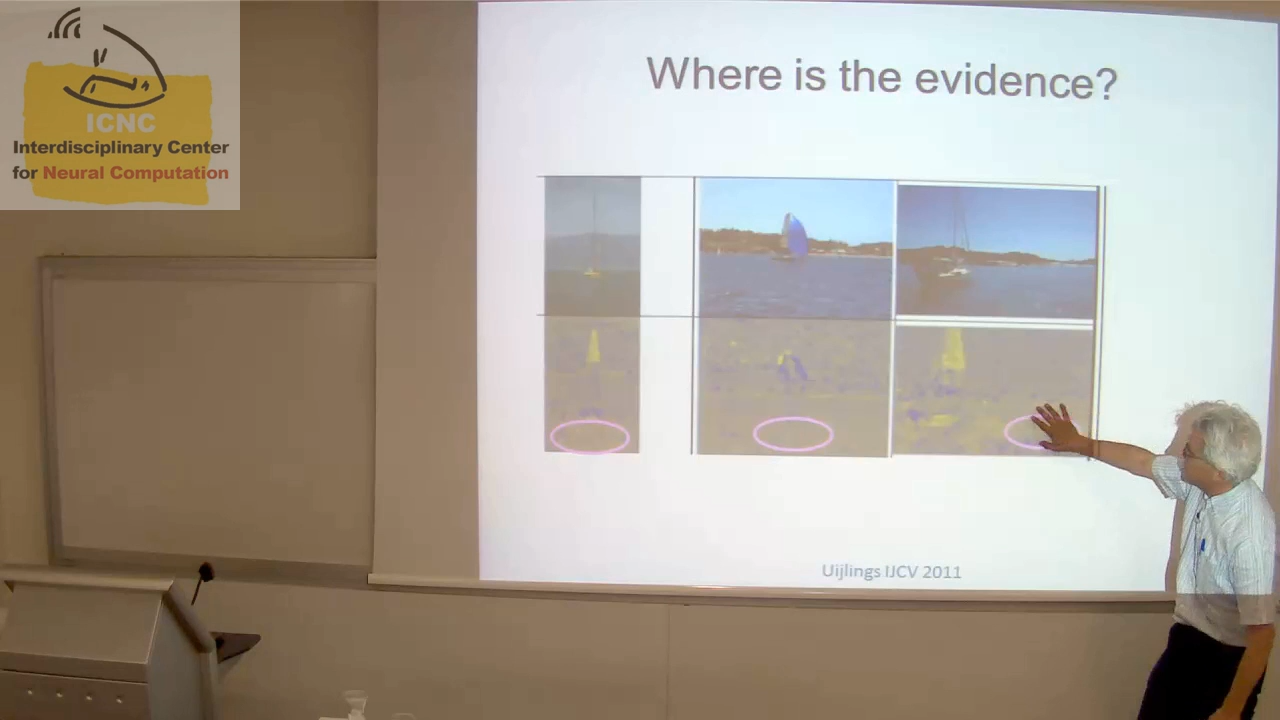 ICNC
Interdisciplinary Center
for Neural Computation
Where is the evidence?
Uijlings IJCV 2011